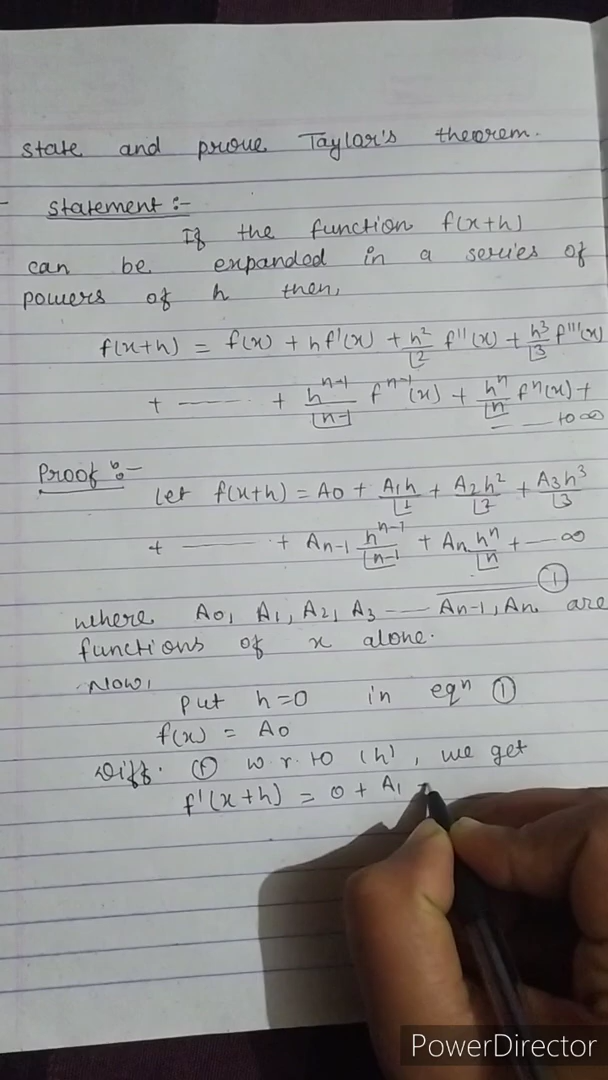 state and prove Taylor's theorem.
Statement :-
If the function f(x+h)
can be expanded in a series of
powers of h then,
f(x+h) = f(x) + hf'(x) + h²/|2 f''(x) + h³/|3 f'''(x)
+ ------- + hⁿ⁻¹/|n-1 fⁿ⁻¹(x) + hⁿ/|n fⁿ(x) +
-- -- to ∞
Proof :-
Let f(x+h) = A0 + A1h/|1 + A2h²/|2 + A3h³/|3
+ ------- + An-1 hⁿ⁻¹/|n-1 + An hⁿ/|n + --- ∞
①
where A0, A1, A2, A3 ---- An-1, An are
functions of x alone.
Now,
put h=0 in eqⁿ ①
f(x) = A0
Diff. ① w.r.to (h), we get
f'(x+h) = 0 + A1
PowerDirector